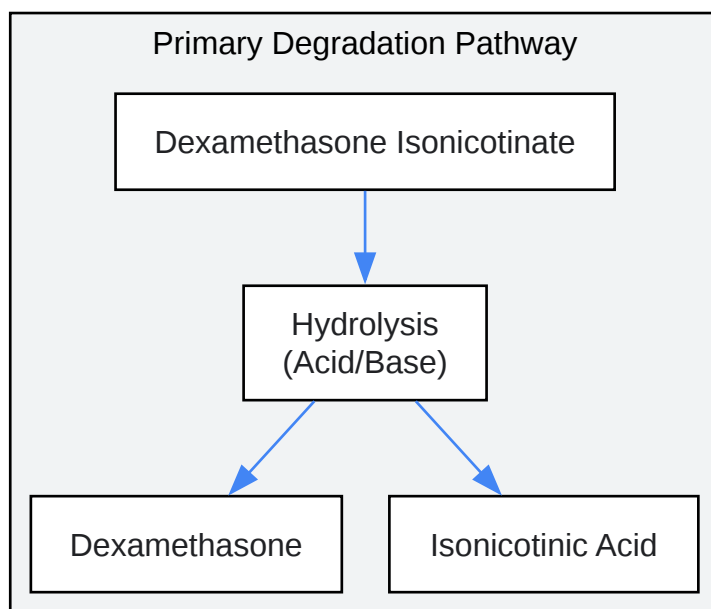 Primary Degradation Pathway
Dexamethasone Isonicotinate
Hydrolysis
(Acid/Base)
Dexamethasone
Isonicotinic Acid